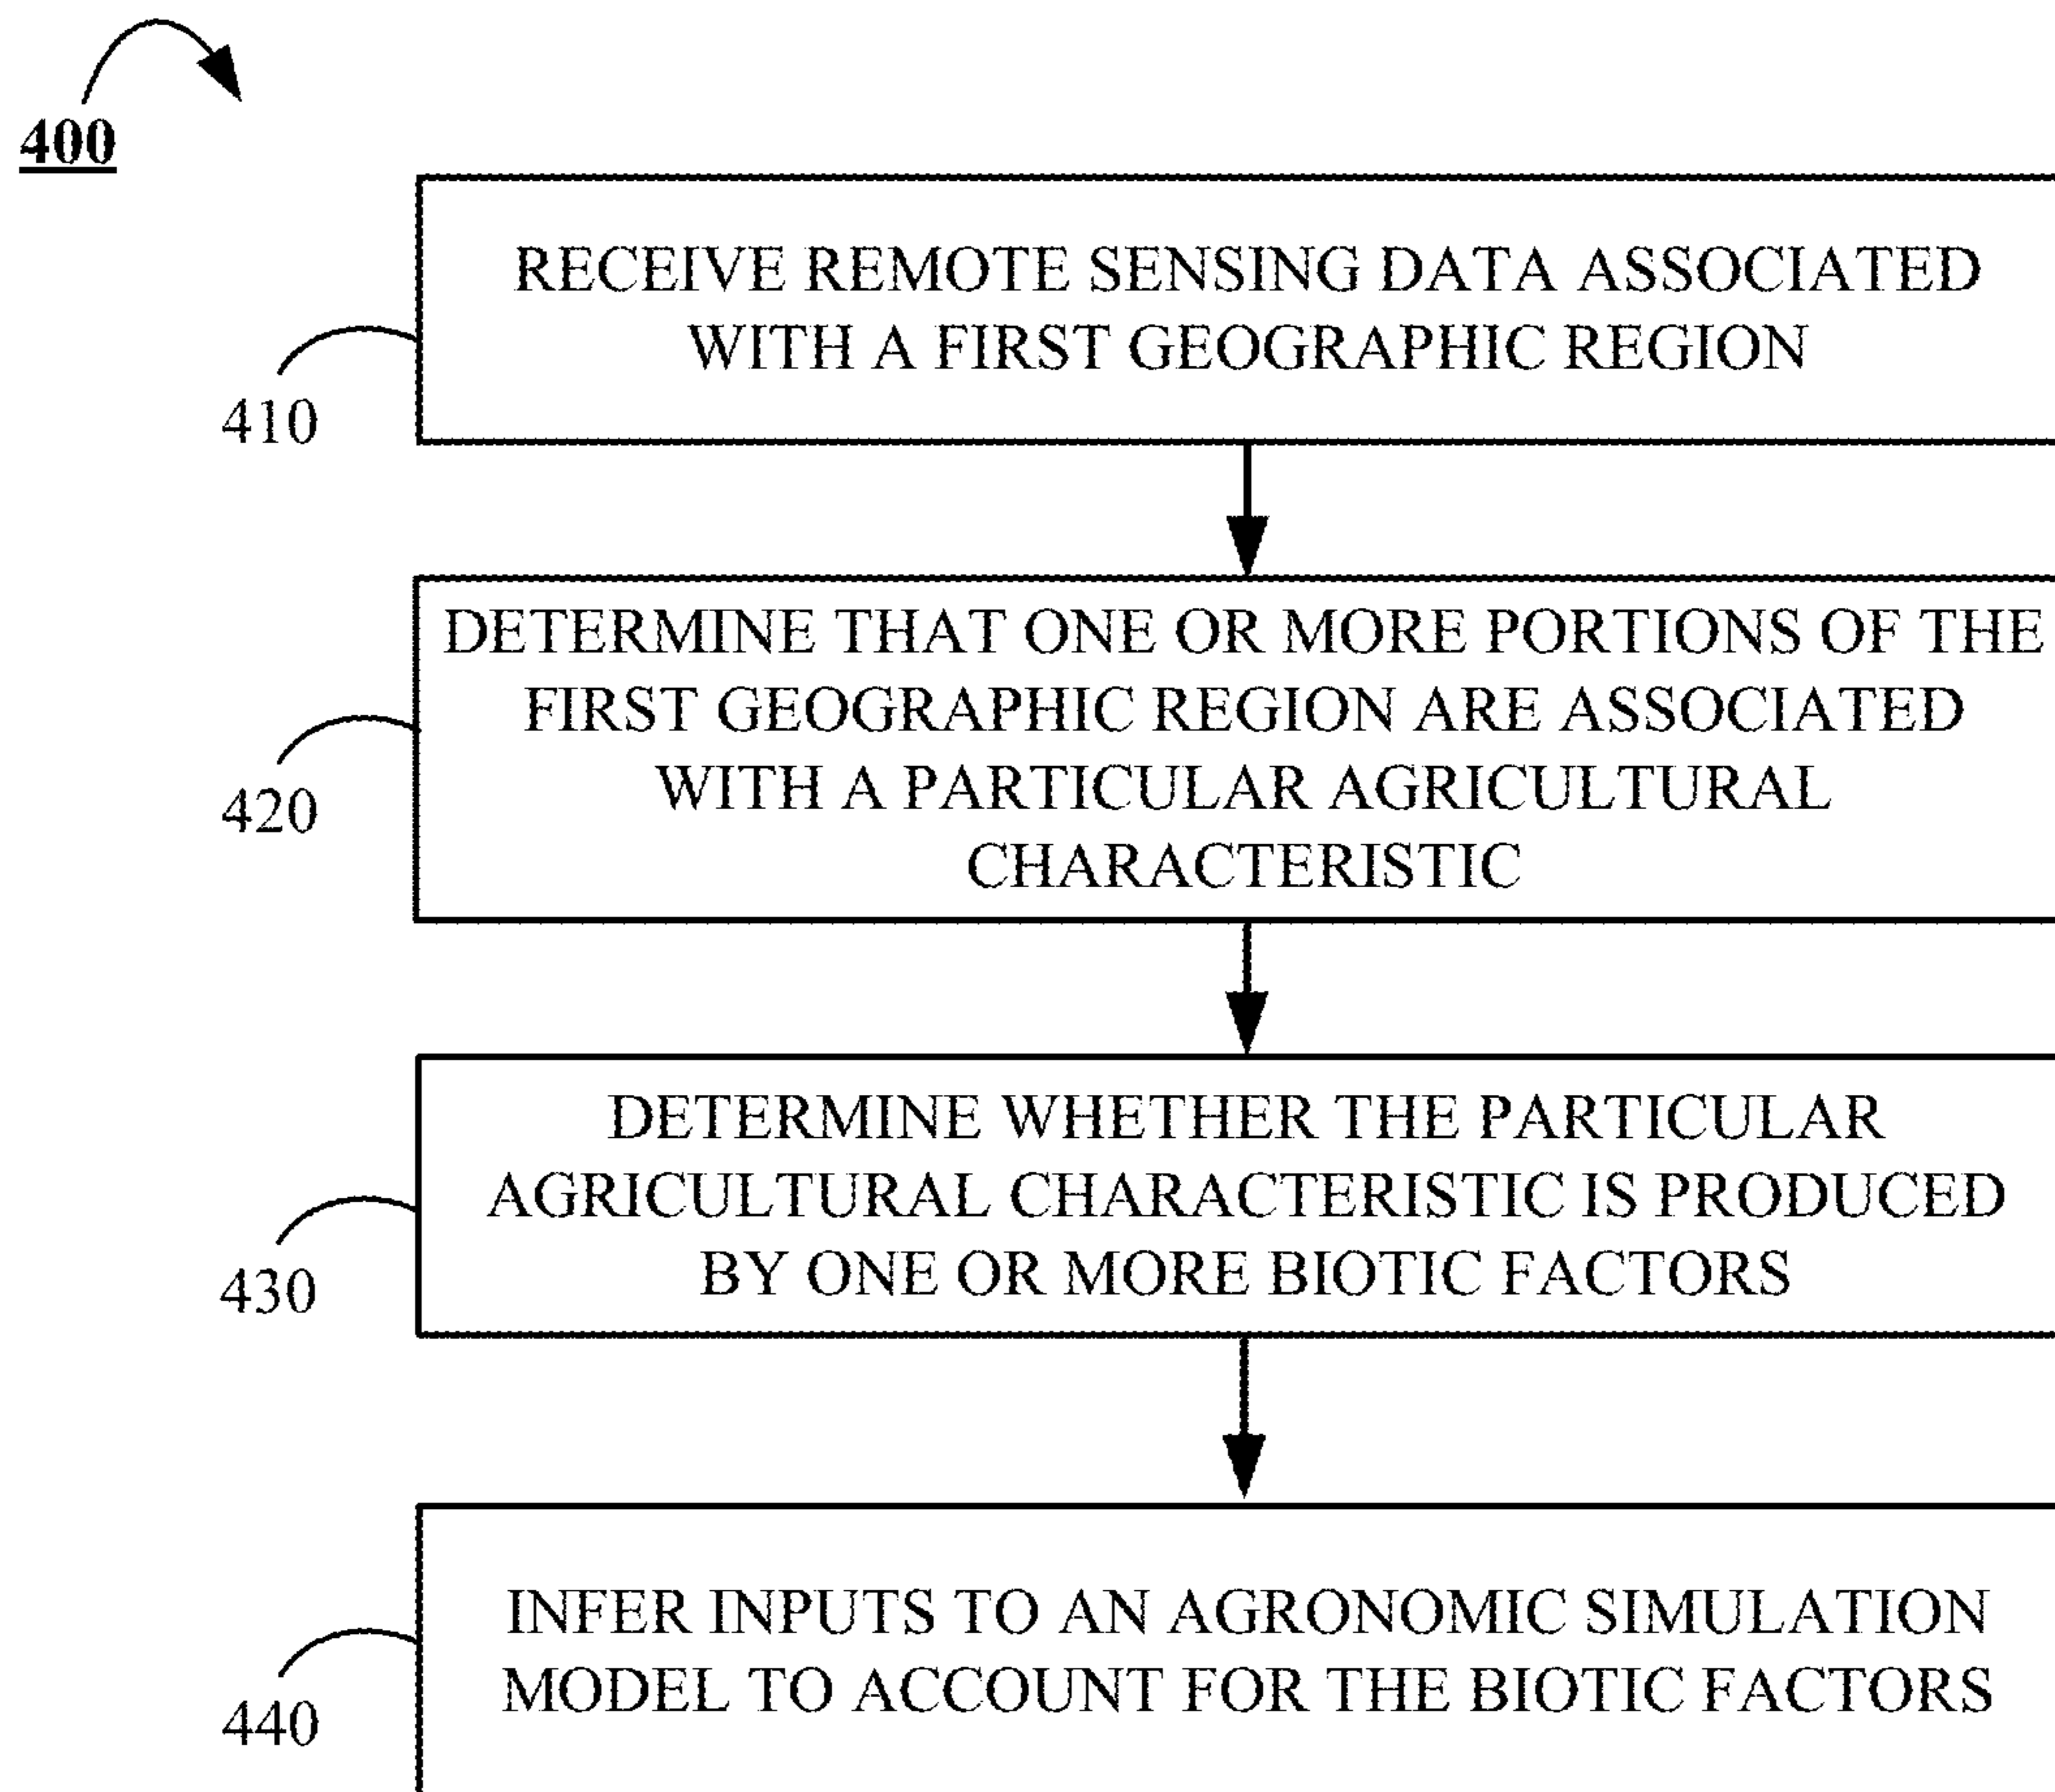 400
RECEIVE REMOTE SENSING DATA ASSOCIATED
WITH A FIRST GEOGRAPHIC REGION
410
DETERMINE THAT ONE OR MORE PORTIONS OF THE
FIRST GEOGRAPHIC REGION ARE ASSOCIATED
WITH A PARTICULAR AGRICULTURAL
CHARACTERISTIC
420
DETERMINE WHETHER THE PARTICULAR
AGRICULTURAL CHARACTERISTIC IS PRODUCED
BY ONE OR MORE BIOTIC FACTORS
430
INFER INPUTS TO AN AGRONOMIC SIMULATION
MODEL TO ACCOUNT FOR THE BIOTIC FACTORS
440